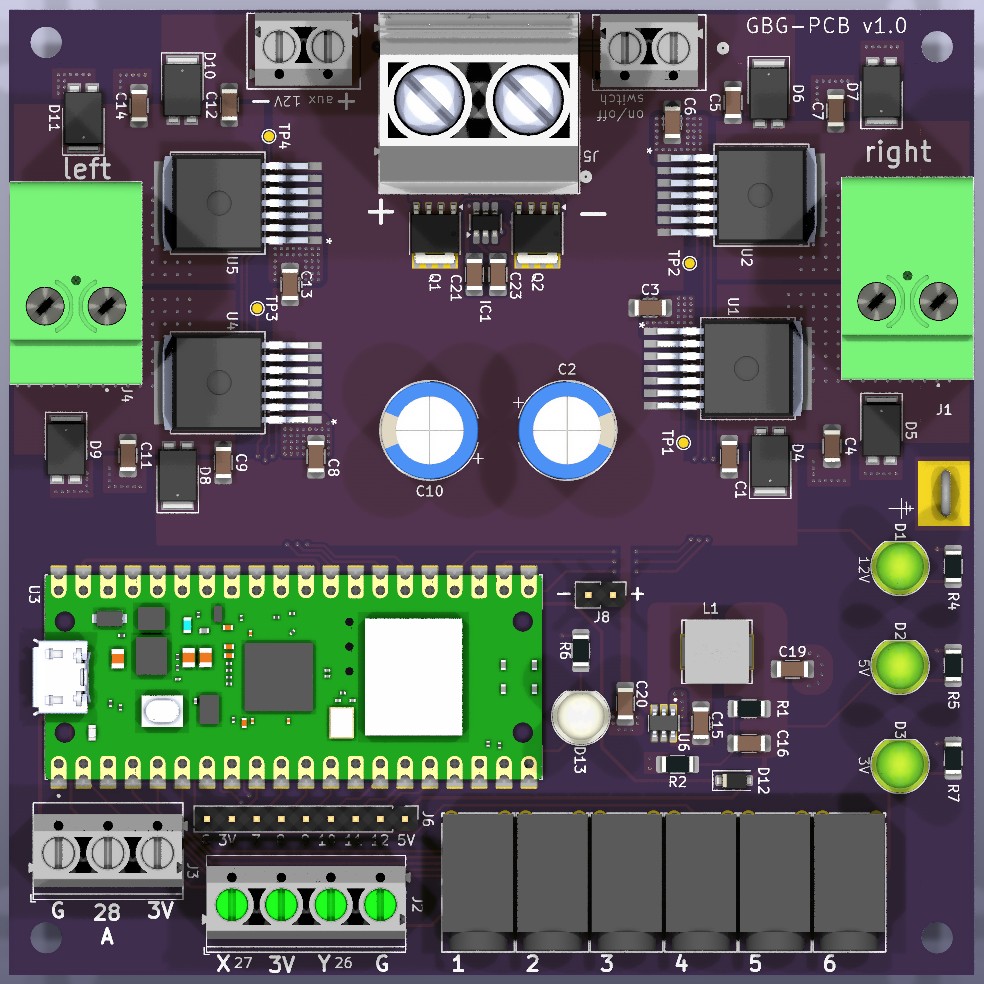 GBG-PCB v1.0
D10
aux 12V
on/off
switch
C14
C12
D11
C6
C5
D6
C7
D7
TP4
left
J5
right
+
−
U5
U2
TP2
C13
Q1
C21
IC1
C23
Q2
C3
TP3
U4
U1
C2
J4
J1
D9
C11
D8
C9
C8
C10
TP1
C1
D4
C4
D5
D1
12V
R4
U3
− +
J8
L1
R6
C19
D2
5V
R5
C20
R1
D13
U6
C15
C16
R2
D12
D3
3V
R7
J6
3V 5V
J3
J2
G 28 3V
A
X 27 3V Y 26 G
1 2 3 4 5 6